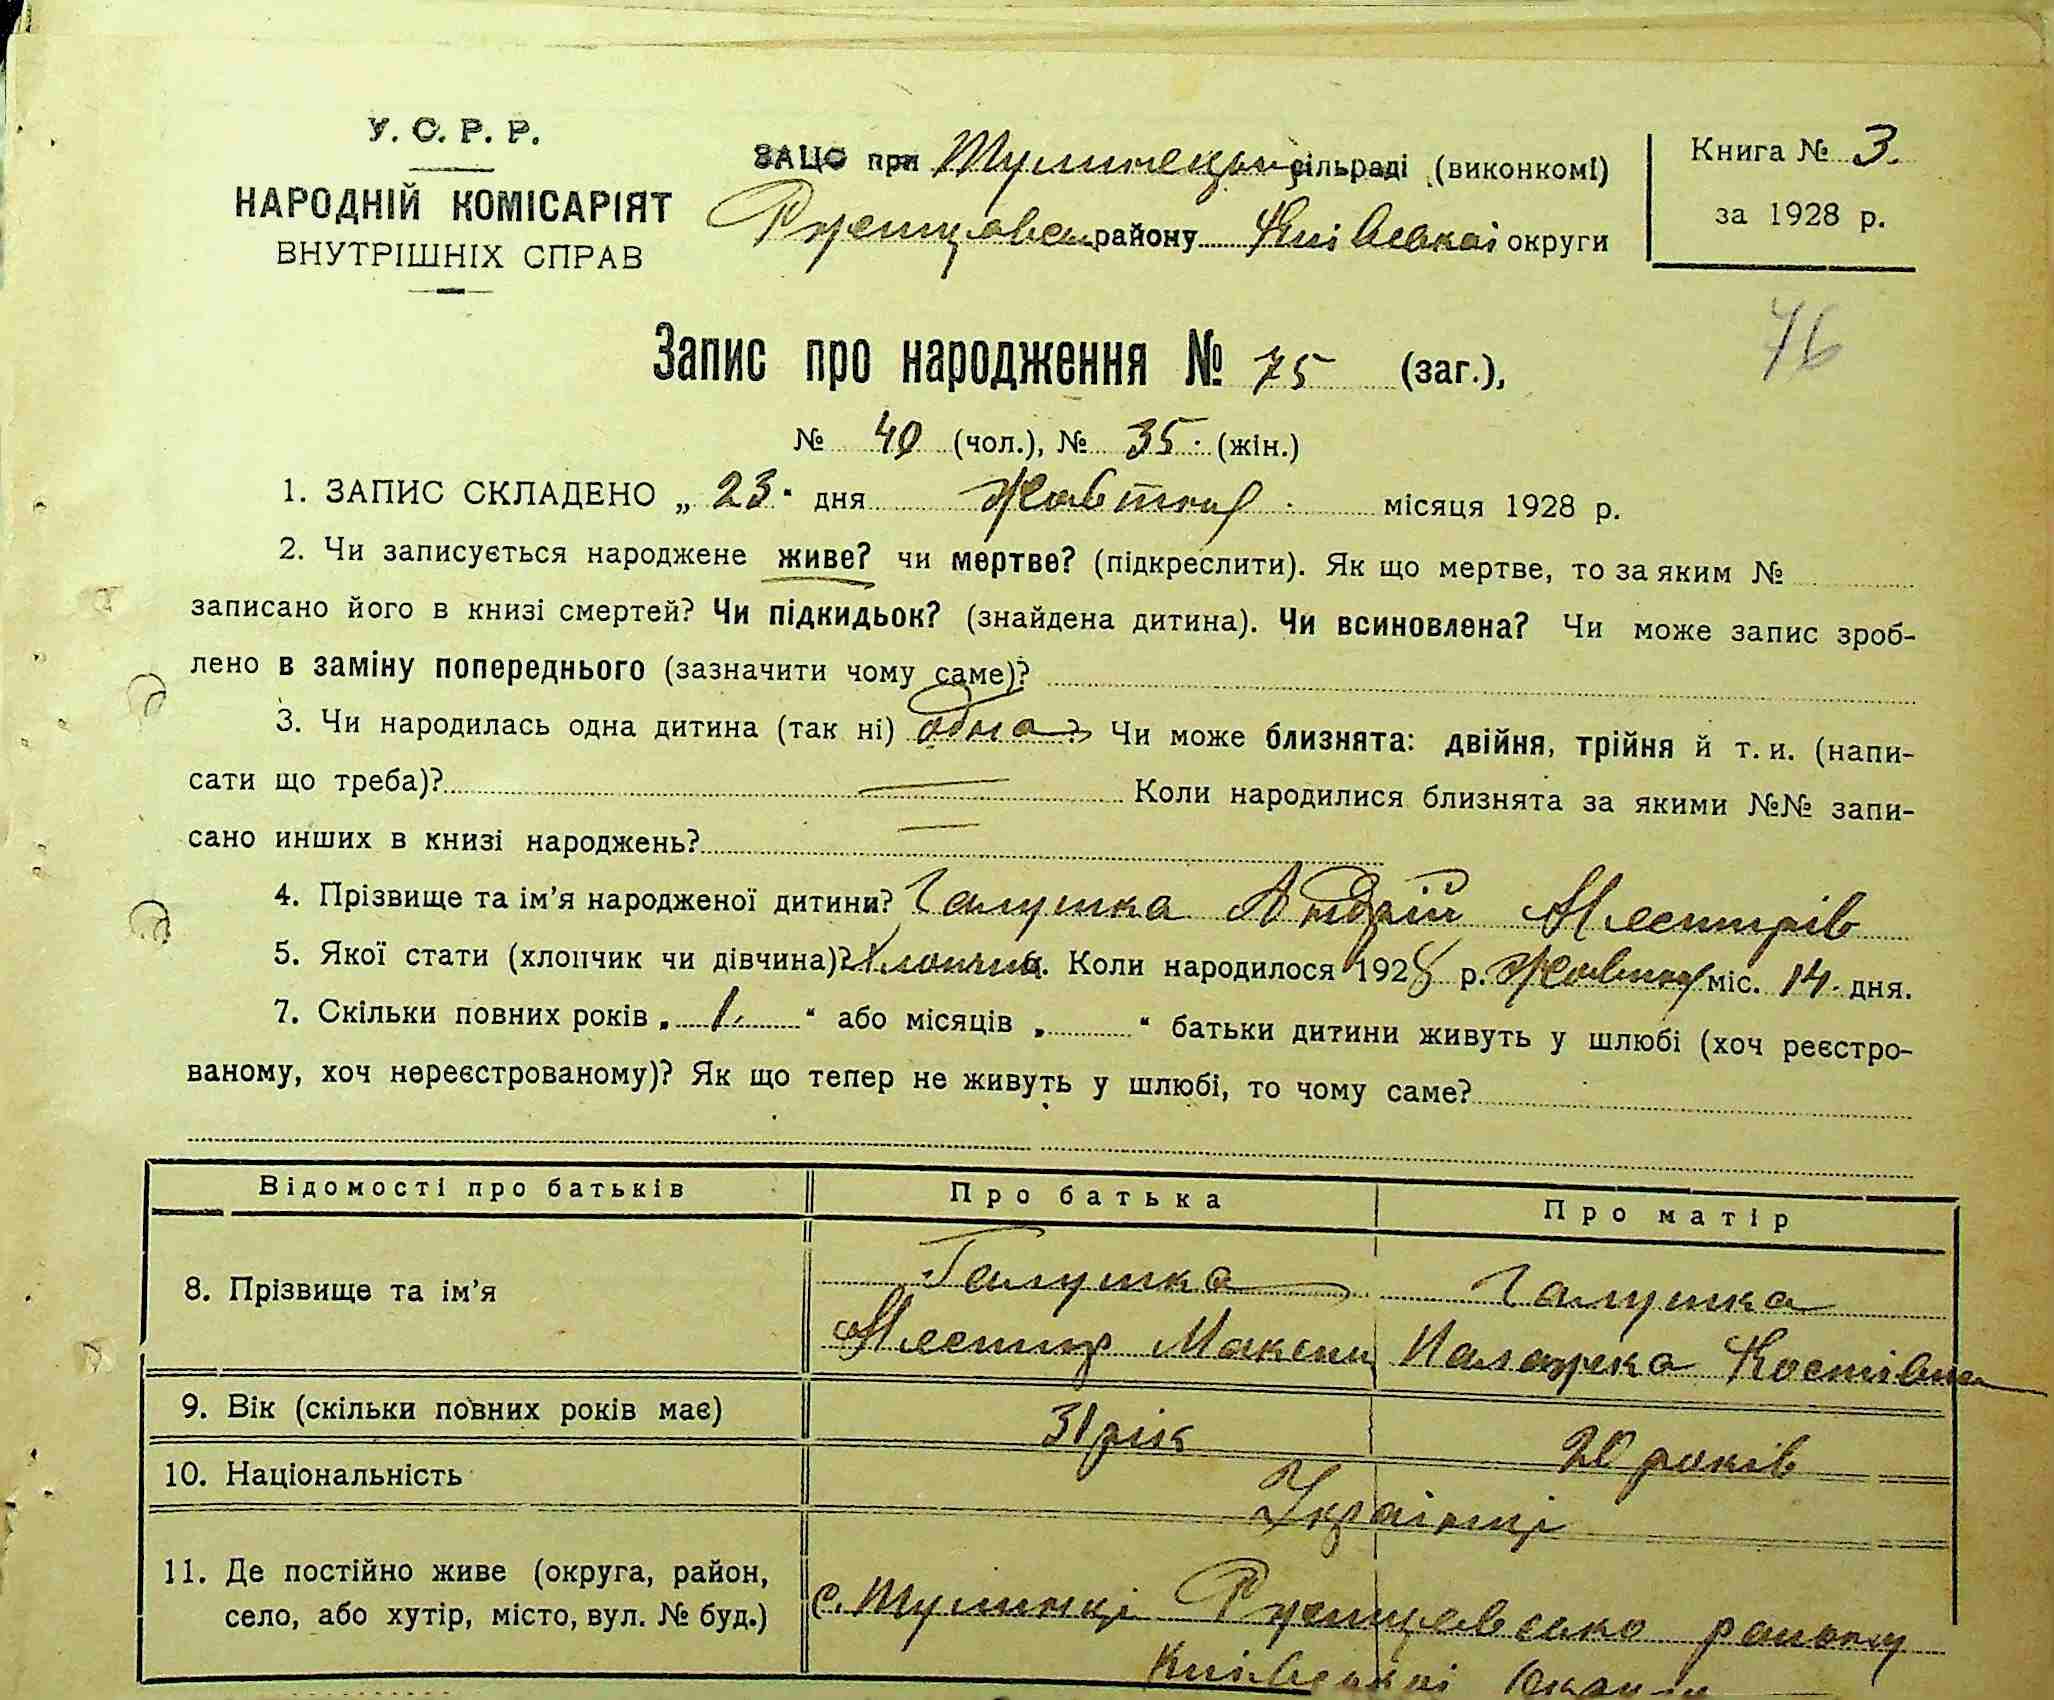 У. С. Р. Р.
НАРОДНІЙ КОМІСАРІЯТ
ВНУТРІШНІХ СПРАВ
ЗАЦС при Тулинецькій сільраді (виконкомі)
району Київської округи
Книга № 3.
за 1928 р.
76
Запис про народження № 75 (заг.),
№ 40 (чол.), № 35. (жін.)
1. ЗАПИС СКЛАДЕНО „ 23 " дня Жовтня місяця 1928 р.
2. Чи записується народжене живе? чи мертве? (підкреслити). Як що мертве, то за яким №
записано його в книзі смертей? Чи підкидьок? (знайдена дитина). Чи всиновлена? Чи може запис зроб-
лено в заміну попереднього (зазначити чому саме)?
3. Чи народилась одна дитина (так ні) одна Чи може близнята: двійня, трійня й т. и. (напи-
сати що треба)? — Коли народилися близнята за якими №№ запи-
сано инших в книзі народжень? —
4. Прізвище та ім'я народженої дитини? Галушка Андрій Нестирів
5. Якої стати (хлопчик чи дівчина)? Хлопчик. Коли народилося 1928 р. Жовтня міс. 14. дня.
7. Скільки повних років „ 1. " або місяців „ " батьки дитини живуть у шлюбі (хоч реєстро-
ваному, хоч нереєстрованому)? Як що тепер не живуть у шлюбі, то чому саме?
Відомості про батьків Про батька Про матір
8. Прізвище та ім'я Галушка Галушка
Нестир Максим Палажка Костівна
9. Вік (скільки повних років має) 31 рік 20 років
10. Національність Українці
11. Де постійно живе (округа, район,
село, або хутір, місто, вул. № буд.) с. Тулинці району
Київської округи